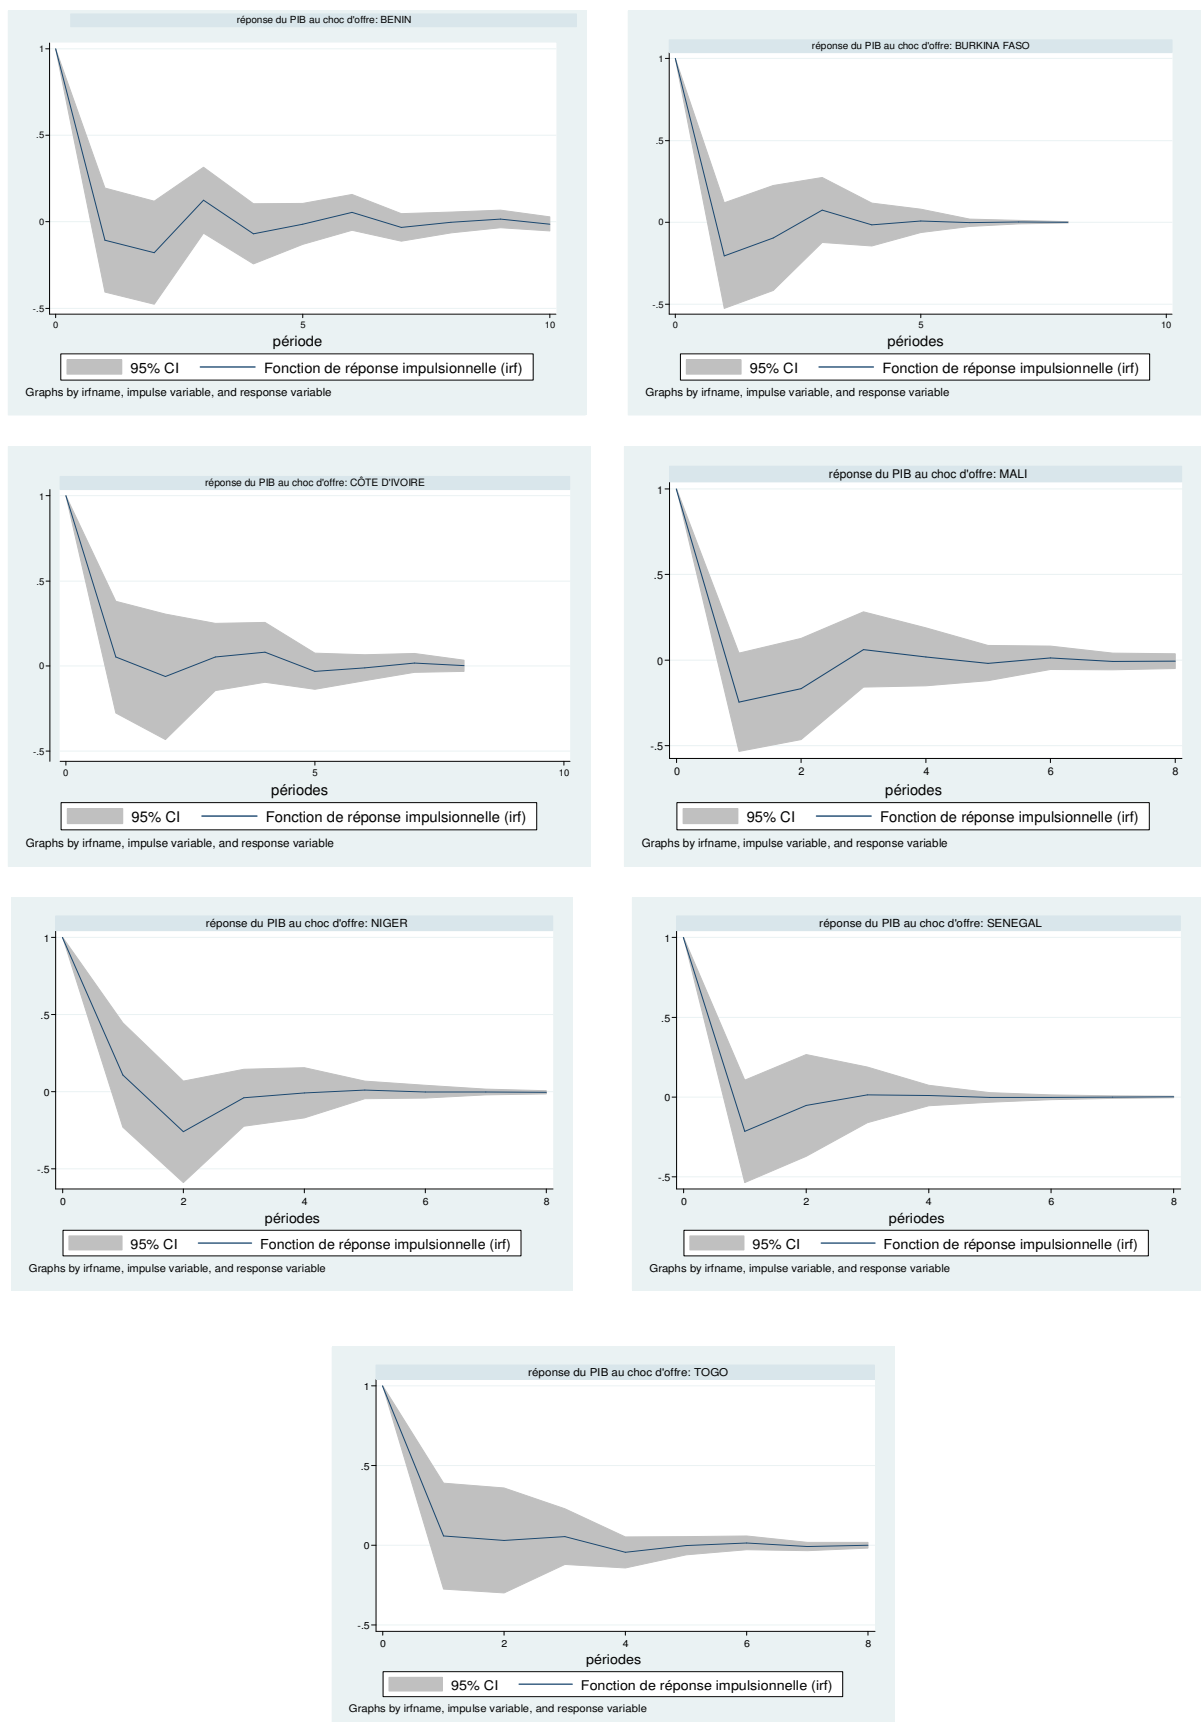 réponse du PIB au choc d'offre: BENIN
1
.5
0
-.5
0 5 10
période
95% CI Fonction de réponse impulsionnelle (irf)
Graphs by irfname, impulse variable, and response variable
réponse du PIB au choc d'offre: BURKINA FASO
1
.5
0
-.5
0 5 10
périodes
95% CI Fonction de réponse impulsionnelle (irf)
Graphs by irfname, impulse variable, and response variable
réponse du PIB au choc d'offre: CÔTE D'IVOIRE
1
.5
0
-.5
0 5 10
périodes
95% CI Fonction de réponse impulsionnelle (irf)
Graphs by irfname, impulse variable, and response variable
réponse du PIB au choc d'offre: MALI
1
.5
0
-.5
0 2 4 6 8
périodes
95% CI Fonction de réponse impulsionnelle (irf)
Graphs by irfname, impulse variable, and response variable
réponse du PIB au choc d'offre: NIGER
1
.5
0
-.5
0 2 4 6 8
périodes
95% CI Fonction de réponse impulsionnelle (irf)
Graphs by irfname, impulse variable, and response variable
réponse du PIB au choc d'offre: SENEGAL
1
.5
0
-.5
0 2 4 6 8
périodes
95% CI Fonction de réponse impulsionnelle (irf)
Graphs by irfname, impulse variable, and response variable
réponse du PIB au choc d'offre: TOGO
1
.5
0
-.5
0 2 4 6 8
périodes
95% CI Fonction de réponse impulsionnelle (irf)
Graphs by irfname, impulse variable, and response variable